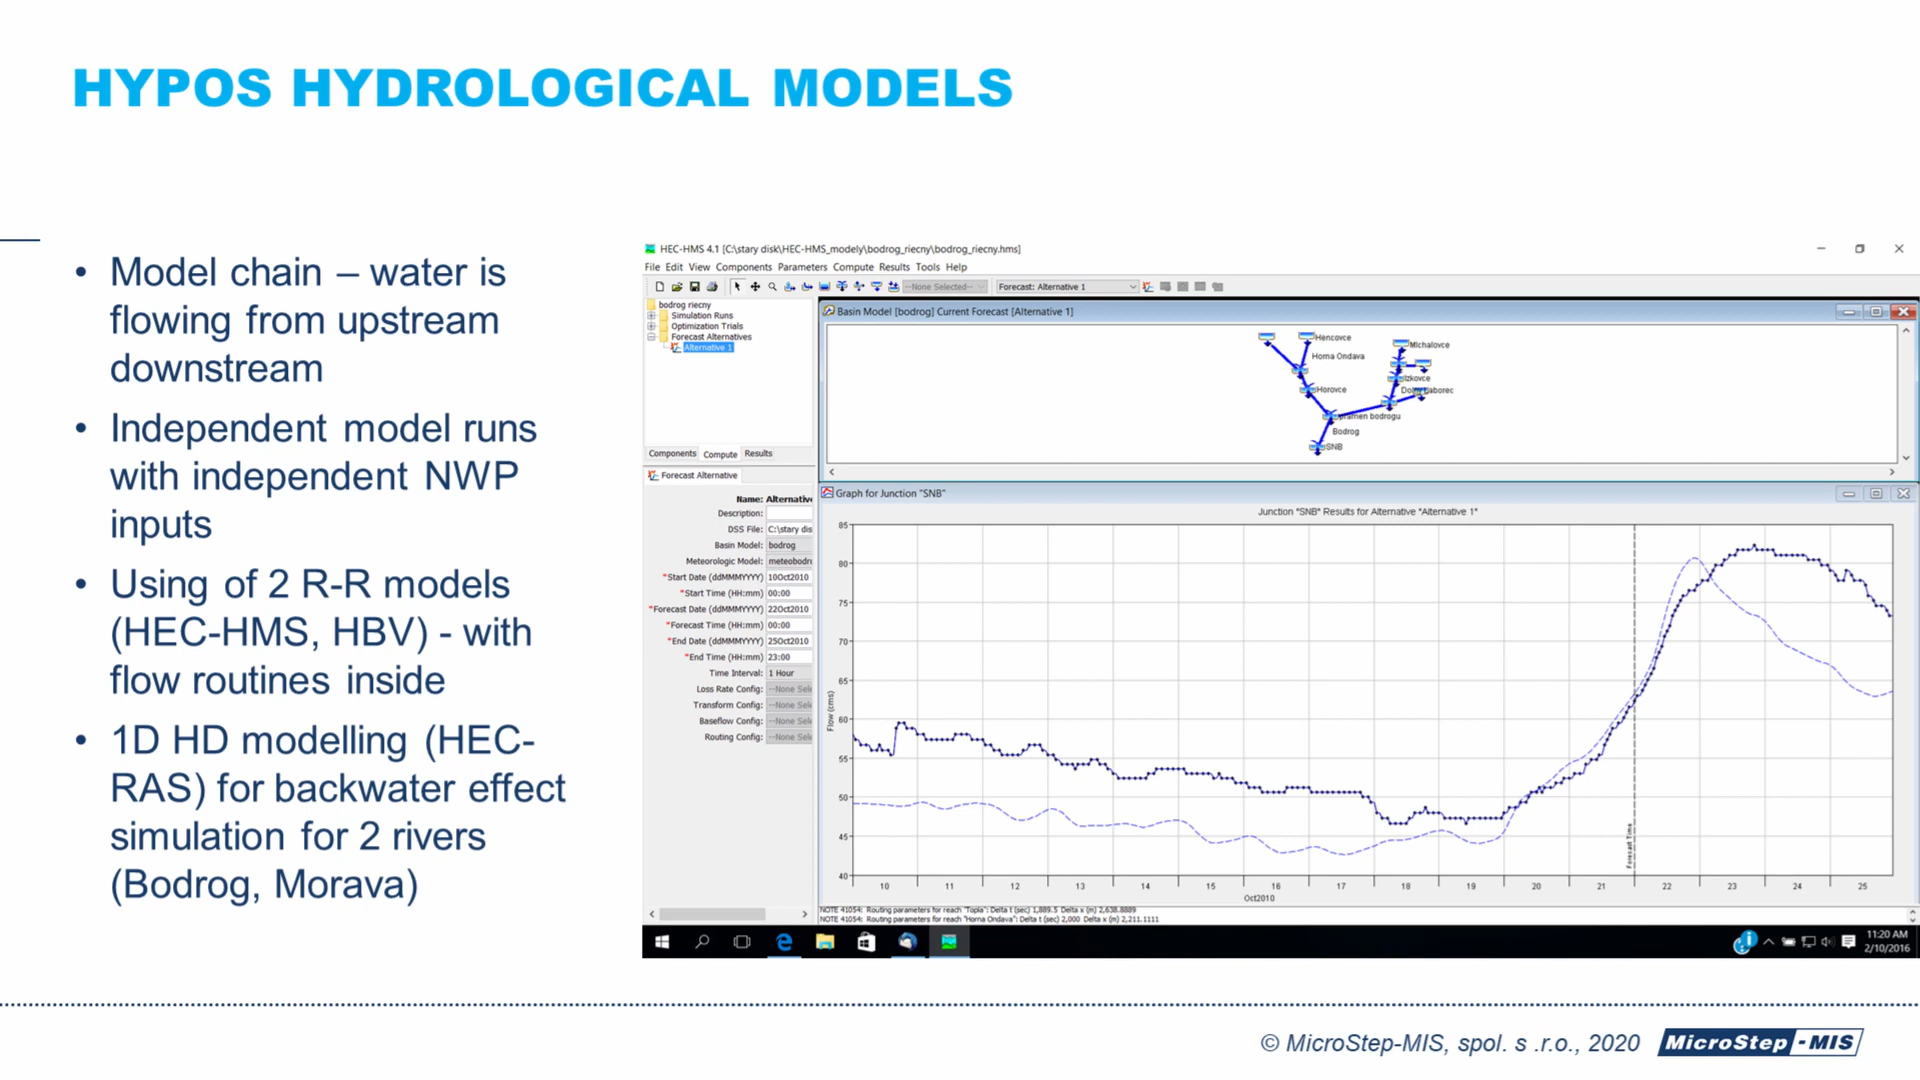 HYPOS HYDROLOGICAL MODELS
• Model chain – water is
flowing from upstream
downstream
• Independent model runs
with independent NWP
inputs
• Using of 2 R-R models
(HEC-HMS, HBV) - with
flow routines inside
• 1D HD modelling (HEC-
RAS) for backwater effect
simulation for 2 rivers
(Bodrog, Morava)
HEC-HMS 4.1 [C:\stary disk\HEC-HMS_modely\bodrog_riecny\bodrog_riecny.hms]
File Edit View Components Parameters Compute Results Tools Help
--None Selected--
Forecast: Alternative 1
bodrog riecny
Simulation Runs
Optimization Trials
Forecast Alternatives
Alternative 1
Components Compute Results
Forecast Alternative
Name: Alternativ
Description:
DSS File: C:\stary dis
Basin Model: bodrog
Meteorologic Model: meteobodr
*Start Date (ddMMMYYYY) 10Oct2010
*Start Time (HH:mm) 00:00
*Forecast Date (ddMMMYYYY) 22Oct2010
*Forecast Time (HH:mm) 00:00
*End Date (ddMMMYYYY) 25Oct2010
*End Time (HH:mm) 23:00
Time Interval: 1 Hour
Loss Rate Config: --None Sele
Transform Config: --None Sele
Baseflow Config: --None Sele
Routing Config: --None Sele
Basin Model [bodrog] Current Forecast [Alternative 1]
Hencovce
Michalovce
Horna Ondava
Izkovce
Horovce
Bodrog
SNB
Graph for Junction "SNB"
Junction "SNB" Results for Alternative "Alternative 1"
85
80
75
70
65
60
55
50
45
40
Flow (cms)
Forecast Time
10 11 12 13 14 15 16 17 18 19 20 21 22 23 24 25
Oct2010
NOTE 41054: Routing parameters for reach "Topla": Delta t (sec) 1,889.5 Delta x (m) 2,638.8889
NOTE 41054: Routing parameters for reach "Horna Ondava": Delta t (sec) 2,000 Delta x (m) 2,211.1111
11:20 AM
2/10/2016
© MicroStep-MIS, spol. s .r.o., 2020
MicroStep-MIS